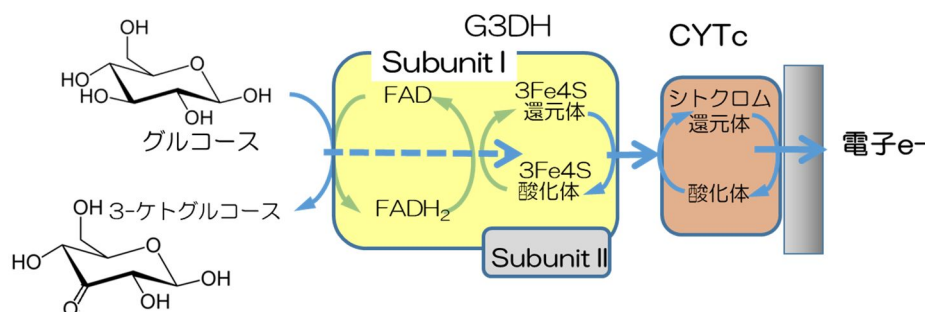 G3DH
CYTc
Subunit I
OH
HO
O
HO
OH
OH
グルコース
FAD
3Fe4S
還元体
シトクロム
還元体
電子e-
3Fe4S
酸化体
酸化体
OH
3-ケトグルコース
FADH₂
O
HO
OH
OH
O
Subunit II